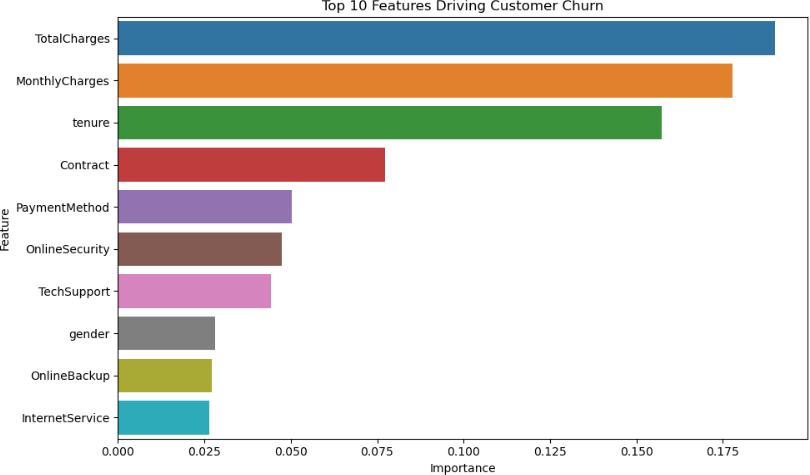 Top 10 Features Driving Customer Churn
TotalCharges
MonthlyCharges
tenure
Contract
PaymentMethod
OnlineSecurity
TechSupport
gender
OnlineBackup
InternetService
Feature
0.000 0.025 0.050 0.075 0.100 0.125 0.150 0.175
Importance